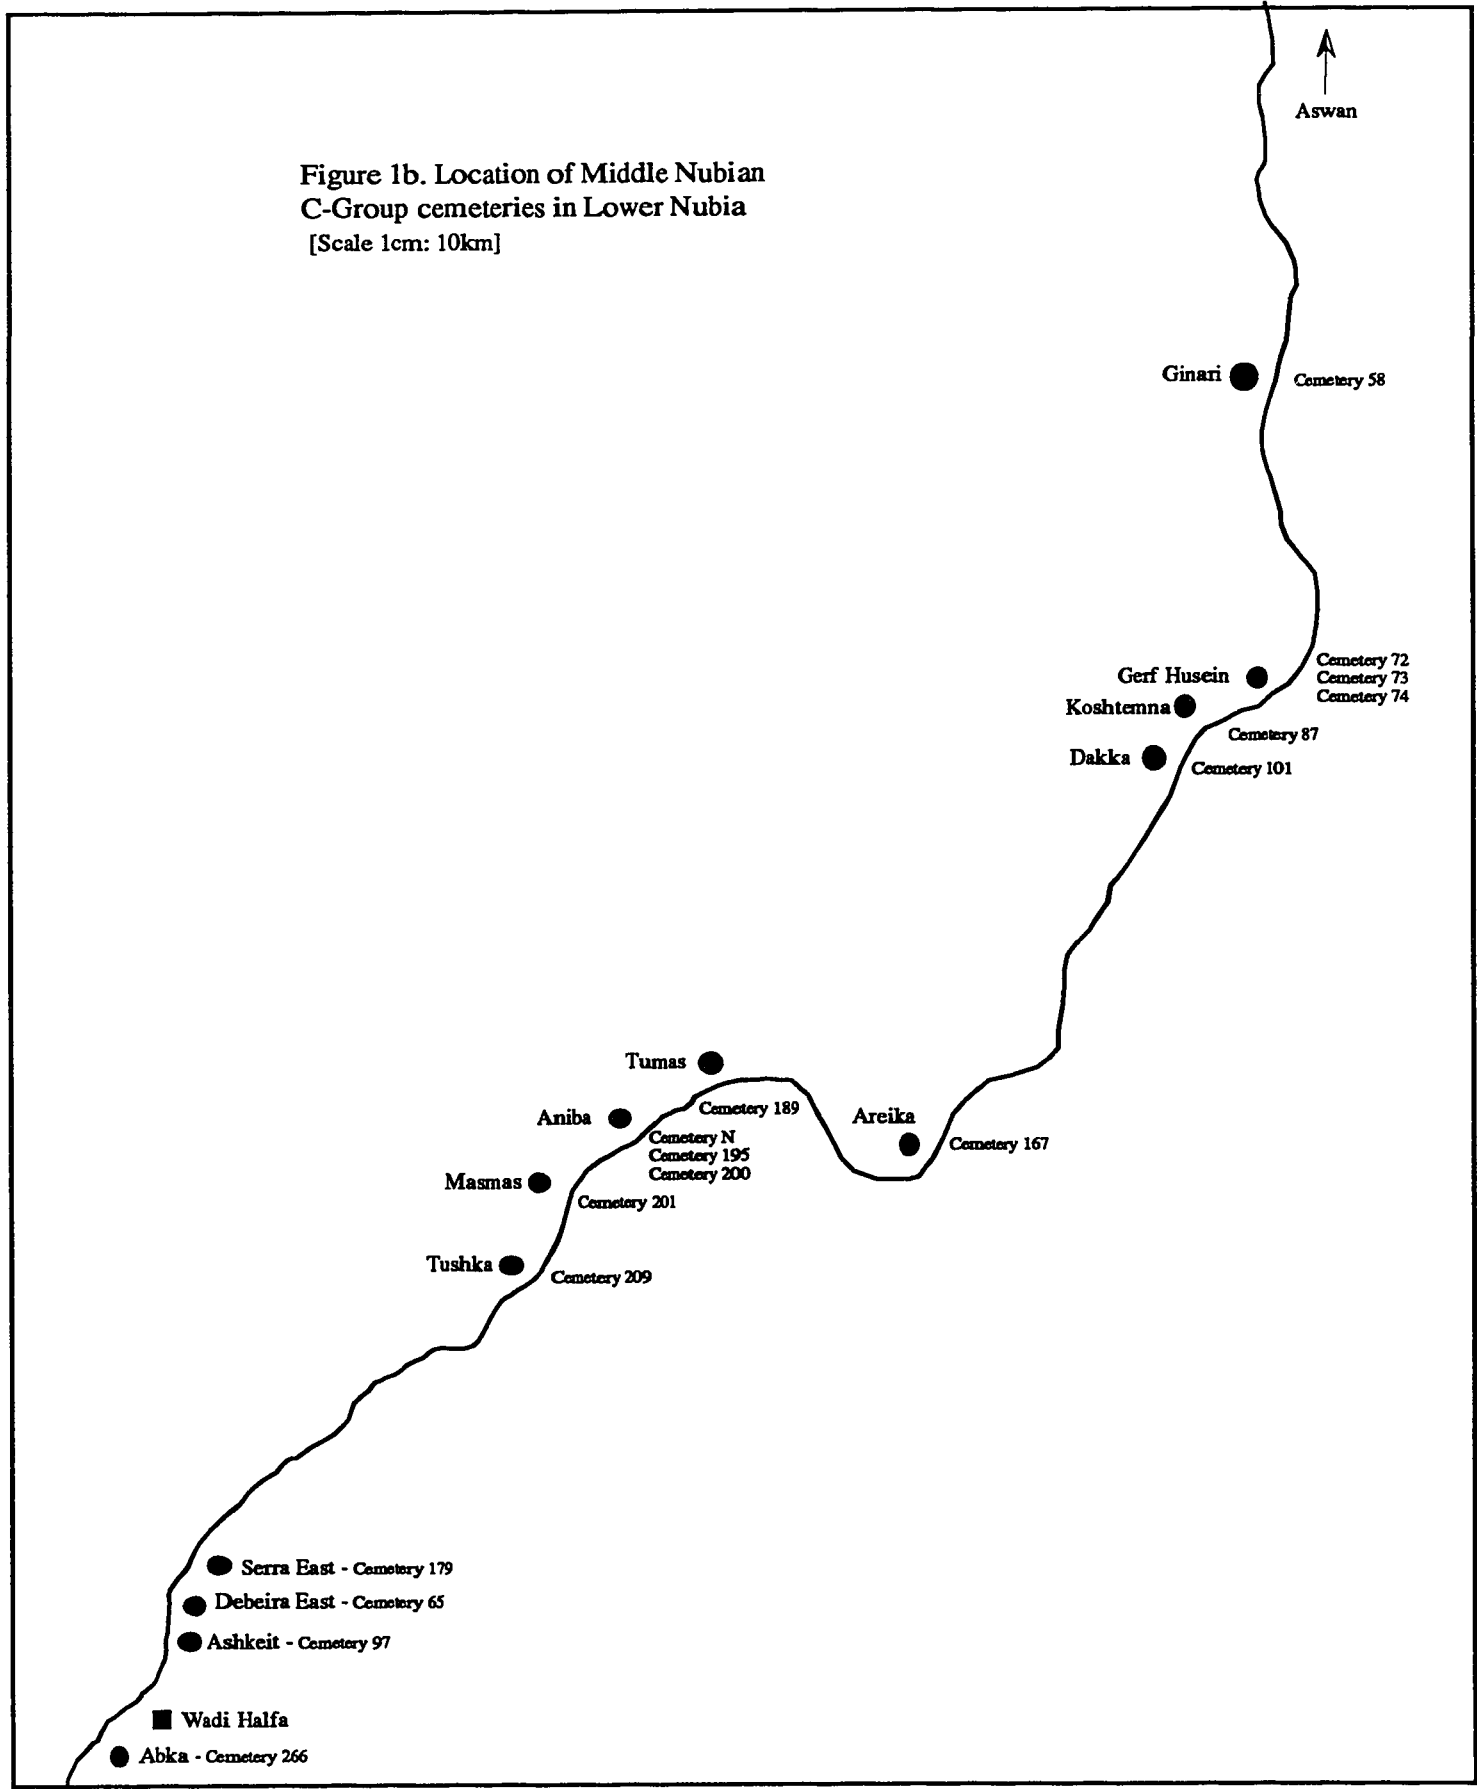 Aswan
Figure 1b. Location of Middle Nubian
C-Group cemeteries in Lower Nubia
[Scale 1cm: 10km]
Ginari
Cemetery 58
Cemetery 72
Gerf Husein
Cemetery 73
Cemetery 74
Koshtemna
Cemetery 87
Dakka
Cemetery 101
Tumas
Cemetery 189
Aniba
Areika
Cemetery N
Cemetery 167
Cemetery 195
Cemetery 200
Masmas
Cemetery 201
Tushka
Cemetery 209
Serra East - Cemetery 179
Debeira East - Cemetery 65
Ashkeit - Cemetery 97
Wadi Halfa
Abka - Cemetery 266